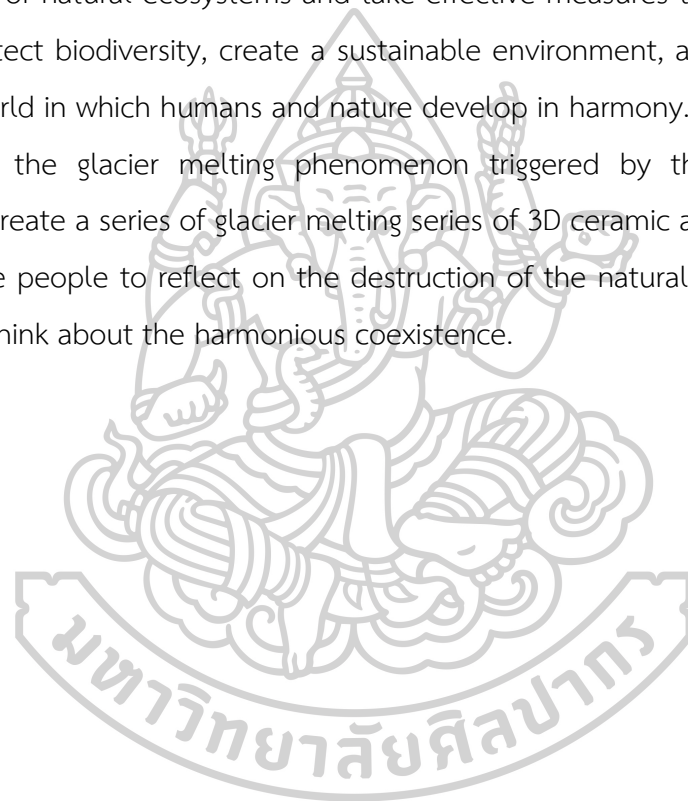 of natural ecosystems and take effective measures
tect biodiversity, create a sustainable environment, a
rld in which humans and nature develop in harmony.
the glacier melting phenomenon triggered by th
reate a series of glacier melting series of 3D ceramic a
e people to reflect on the destruction of the natural
hink about the harmonious coexistence.
มหาวิทยาลัยศิลปากร